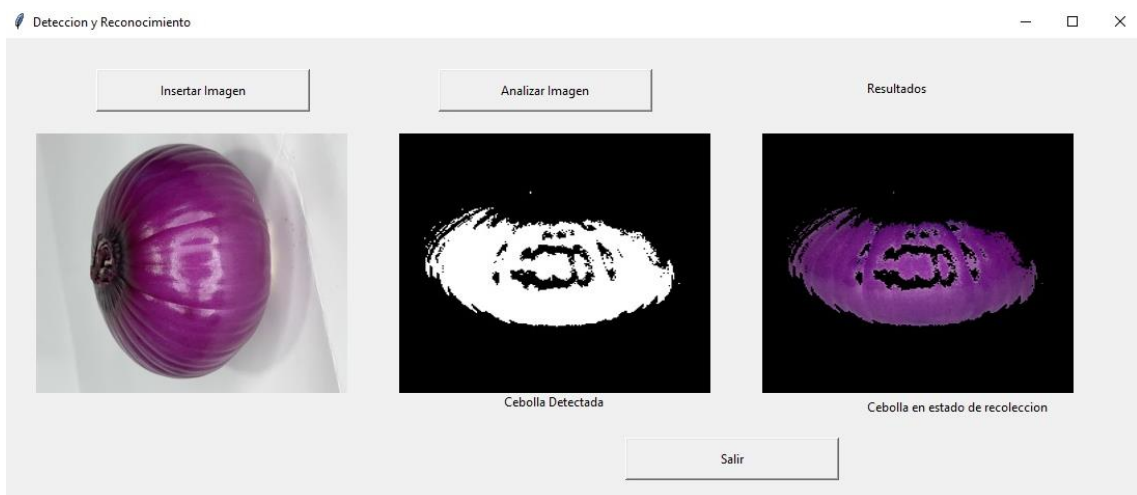 Deteccion y Reconocimiento
Insertar Imagen
Analizar Imagen
Resultados
Cebolla Detectada
Cebolla en estado de recoleccion
Salir